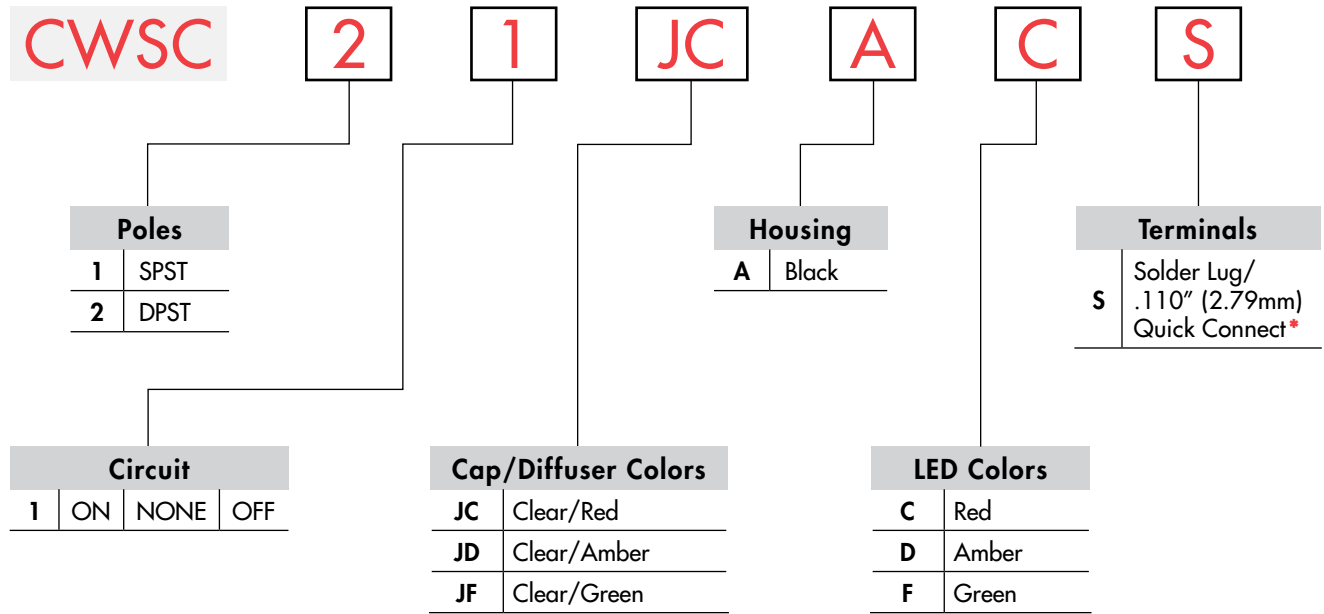 CWSC 2 1 JC A C S
Poles
1 SPST
2 DPST
Housing
A Black
Terminals
S Solder Lug/
.110" (2.79mm)
Quick Connect*
Circuit
1 ON NONE OFF
Cap/Diffuser Colors
JC Clear/Red
JD Clear/Amber
JF Clear/Green
LED Colors
C Red
D Amber
F Green